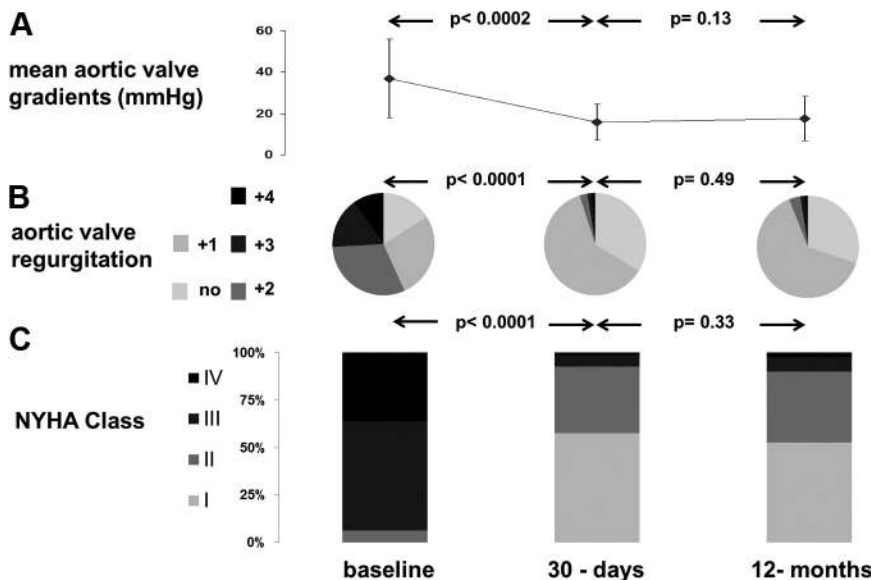 A
p< 0.0002
p= 0.13
mean aortic valve
gradients (mmHg)
60
40
20
0
B
p< 0.0001
p= 0.49
aortic valve
regurgitation
+4
+1
+3
no
+2
C
p< 0.0001
p= 0.33
NYHA Class
IV
III
II
I
100%
75%
50%
25%
0%
baseline
30 - days
12- months